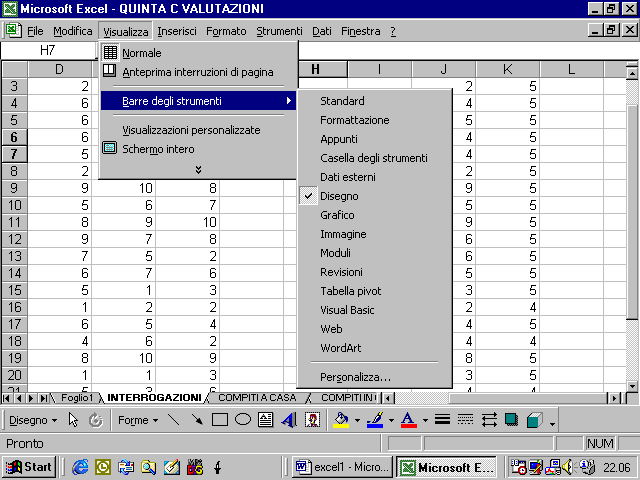 Microsoft Excel - QUINTA C VALUTAZIONI
File Modifica Visualizza Inserisci Formato Strumenti Dati Finestra ?
H7
Normale
Anteprima interruzioni di pagina
Barre degli strumenti
Visualizzazioni personalizzate
Schermo intero
Standard
Formattazione
Appunti
Casella degli strumenti
Dati esterni
Disegno
Grafico
Immagine
Moduli
Revisioni
Tabella pivot
Visual Basic
Web
WordArt
Personalizza...
D H I J K L
3 2 2 5
4 6 4 5
5 6 5
6 6 4 5
7 5 4 5
8 2 2 5
9 9 10 8 9 5
10 5 6 7 5 5
11 8 9 10 9 5
12 9 7 8 6 5
13 7 5 2 5 5
14 6 7 6 6 5
15 5 1 3 3 5
16 1 2 2 2 4
17 6 5 4 4 5
18 4 6 2 4 4
19 8 10 9 8 5
20 1 1 3 3 5
Foglio1 INTERROGAZIONI COMPITI A CASA COMPITI IN
Disegno Forme
Pronto NUM
Start excel1 - Micro... Microsoft E... 22.06